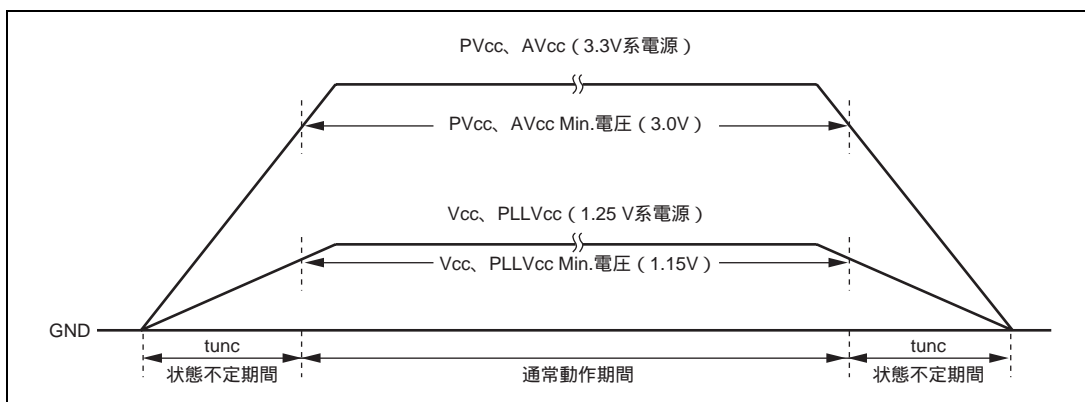 PVcc、AVcc（3.3V系電源）
PVcc、AVcc Min.電圧（3.0V）
Vcc、PLLVcc（1.25 V系電源）
Vcc、PLLVcc Min.電圧（1.15V）
GND
tunc
状態不定期間
通常動作期間
tunc
状態不定期間